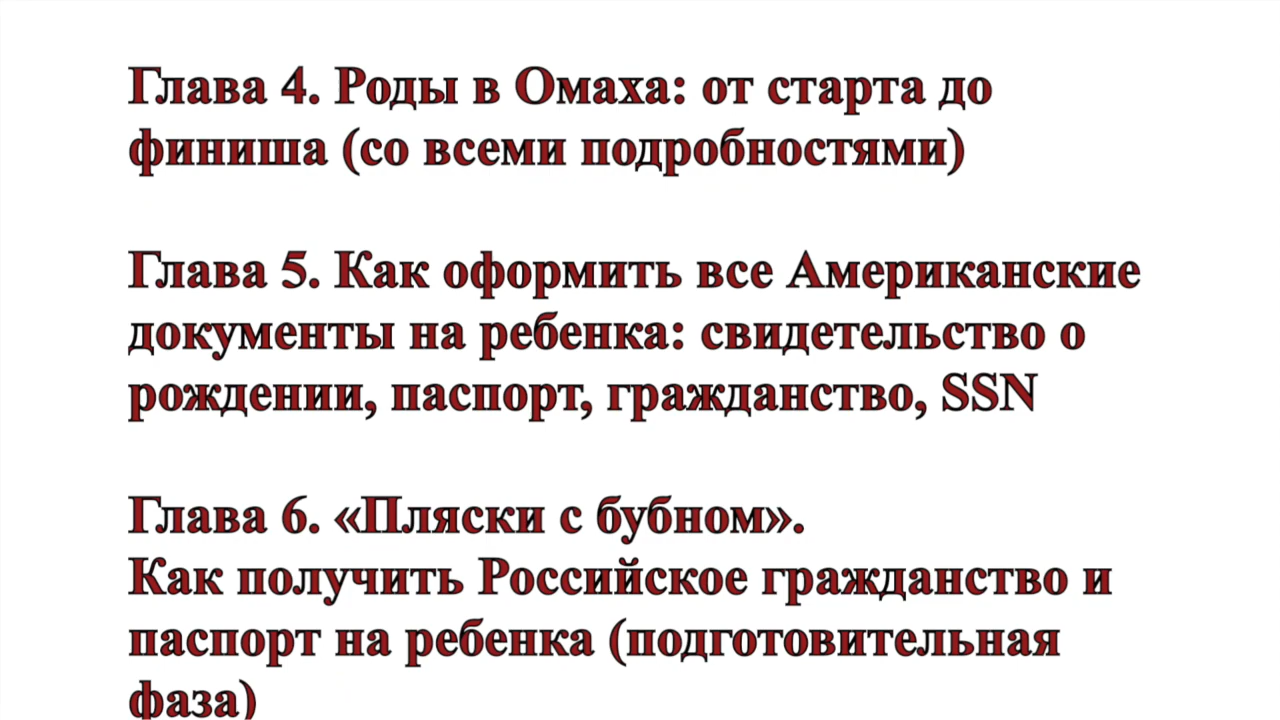 Глава 4. Роды в Омаха: от старта до
финиша (со всеми подробностями)
Глава 5. Как оформить все Американские
документы на ребенка: свидетельство о
рождении, паспорт, гражданство, SSN
Глава 6. «Пляски с бубном».
Как получить Российское гражданство и
паспорт на ребенка (подготовительная
фаза)